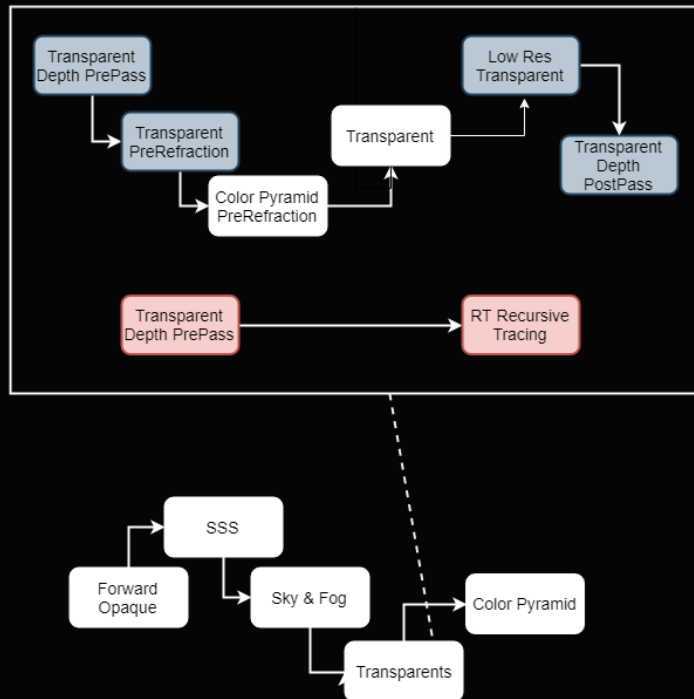 Transparent
Depth PrePass
Low Res
Transparent
Transparent
PreRefraction
Transparent
Transparent
Depth
PostPass
Color Pyramid
PreRefraction
Transparent
Depth PrePass
RT Recursive
Tracing
SSS
Forward
Opaque
Sky & Fog
Color Pyramid
Transparents